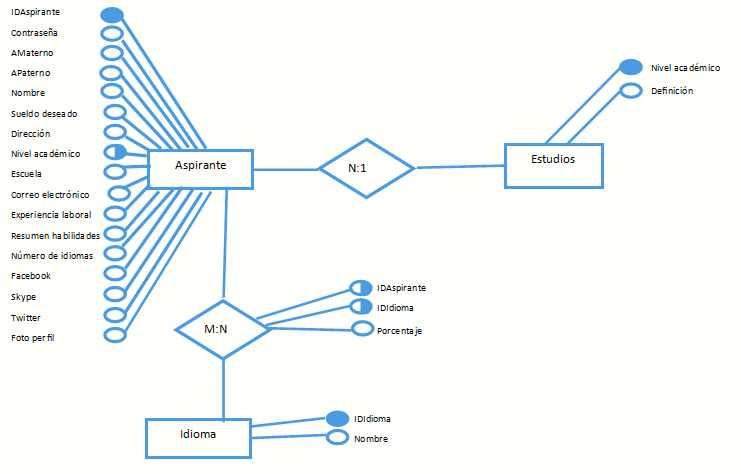 IDAspirante
Contraseña
AMaterno
APaterno
Nombre
Sueldo deseado
Dirección
Nivel académico
Escuela
Correo electrónico
Experiencia laboral
Resumen habilidades
Número de idiomas
Facebook
Skype
Twitter
Foto perfil
Aspirante
N:1
Estudios
Nivel académico
Definición
M:N
IDAspirante
IDIdioma
Porcentaje
Idioma
IDIdioma
Nombre